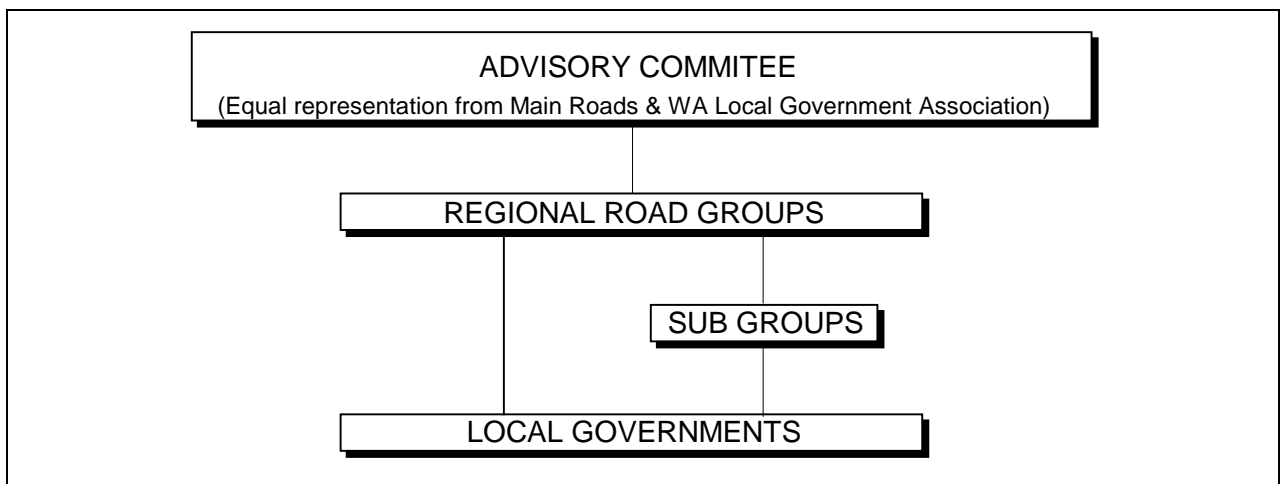 ADVISORY COMMITEE
(Equal representation from Main Roads & WA Local Government Association)
REGIONAL ROAD GROUPS
SUB GROUPS
LOCAL GOVERNMENTS